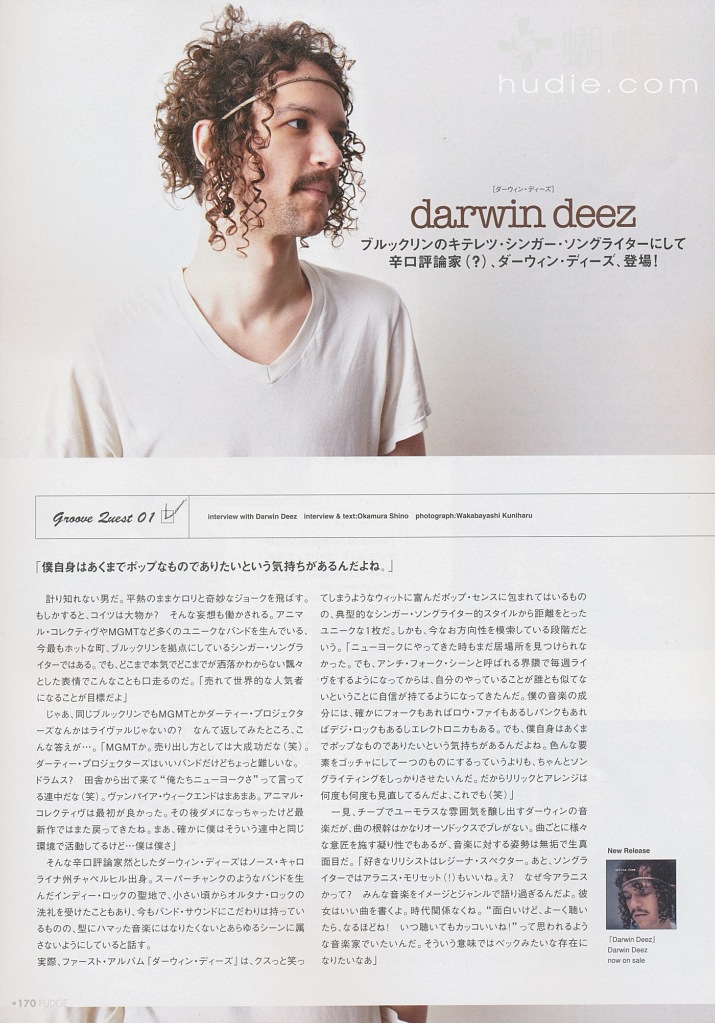 hudie.com
[ダーウィン・ディーズ]
darwin deez
ブルックリンのキテレツ・シンガー・ソングライターにして
辛口評論家(?)、ダーウィン・ディーズ、登場!
Groove Quest 01
interview with Darwin Deez interview & text:Okamura Shino photograph:Wakabayashi Kuniharu
「僕自身はあくまでポップなものでありたいという気持ちがあるんだよね。」
計り知れない男だ。平熱のままケロリと奇妙なジョークを飛ばす。
もしかすると、コイツは大物か? そんな妄想も働かされる。アニマ
ル・コレクティヴやMGMTなど多くのユニークなバンドを生んでいる、
今最もホットな町、ブルックリンを拠点にしているシンガー・ソング
ライターではある。でも、どこまで本気でどこまでが洒落かわからない飄々
とした表情でこんなことも口走るのだ。「売れて世界的な人気者
になることが目標だよ」
じゃあ、同じブルックリンでもMGMTとかダーティー・プロジェクタ
ーズなんかはライヴァルじゃないの? なんて返してみたところ、こ
んな答えが…。「MGMTか。売り出し方としては大成功だな(笑)。
ダーティー・プロジェクターズはいいバンドだけどちょっと難しいな。
ドラムス? 田舎から出て来て“俺たちニューヨークさ”って言って
る連中だな(笑)。ヴァンパイア・ウィークエンドはまあまあ。アニマル・
コレクティヴは最初が良かった。その後ダメになっちゃったけど最
新作ではまた戻ってきたね。まあ、確かに僕はそういう連中と同じ
環境で活動してるけど…僕は僕さ」
そんな辛口評論家然としたダーウィン・ディーズはノース・キャロ
ライナ州チャペルヒル出身。スーパーチャンクのようなバンドを生
んだインディー・ロックの聖地で、小さい頃からオルタナ・ロックの
洗礼を受けたこともあり、今もバンド・サウンドにこだわりは持ってい
るものの、型にハマッた音楽にはなりたくないとあらゆるシーンに属
さないようにしていると話す。
実際、ファースト・アルバム『ダーウィン・ディーズ』は、クスっと笑っ
てしまうようなウィットに富んだポップ・センスに包まれてはいるもの
の、典型的なシンガー・ソングライター的スタイルから距離をとった
ユニークな1枚だ。しかも、今なお方向性を模索している段階だと
いう。「ニューヨークにやってきた時もまだ居場所を見つけられな
かった。でも、アンチ・フォーク・シーンと呼ばれる界隈で毎週ライ
ヴをするようになってからは、自分のやっていることが誰とも似てな
いということに自信が持てるようになってきたんだ。僕の音楽の成
分には、確かにフォークもあればロウ・ファイもあるしパンクもあれ
ばデジ・ロックもあるしエレクトロニカもある。でも、僕自身はあくま
でポップなものでありたいという気持ちがあるんだよね。色んな要
素をゴッチャにして一つのものにするっていうよりも、ちゃんとソン
グライティングをしっかりさせたいんだ。だからリリックとアレンジは
何度も何度も見直してるんだよ、これでも(笑)」
一見、チープでユーモラスな雰囲気を醸し出すダーウィンの音
楽だが、曲の根幹はかなりオーソドックスでブレがない。曲ごとに様々
な意匠を施す凝り性でもあるが、音楽に対する姿勢は無垢で生真
面目だ。「好きなリリシストはレジーナ・スペクター。あと、ソングラ
イターではアラニス・モリセット(!)もいいね。え? なぜ今アラニス
かって? みんな音楽をイメージとジャンルで語り過ぎるんだよ。彼
女はいい曲を書くよ。時代関係なくね。“面白いけど、よーく聴い
たら、なるほどね! いつ聴いてもカッコいいね!”って思われるよう
な音楽家でいたいんだ。そういう意味ではベックみたいな存在に
なりたいなあ」
New Release
『Darwin Deez』
Darwin Deez
now on sale
•170 FUDGE